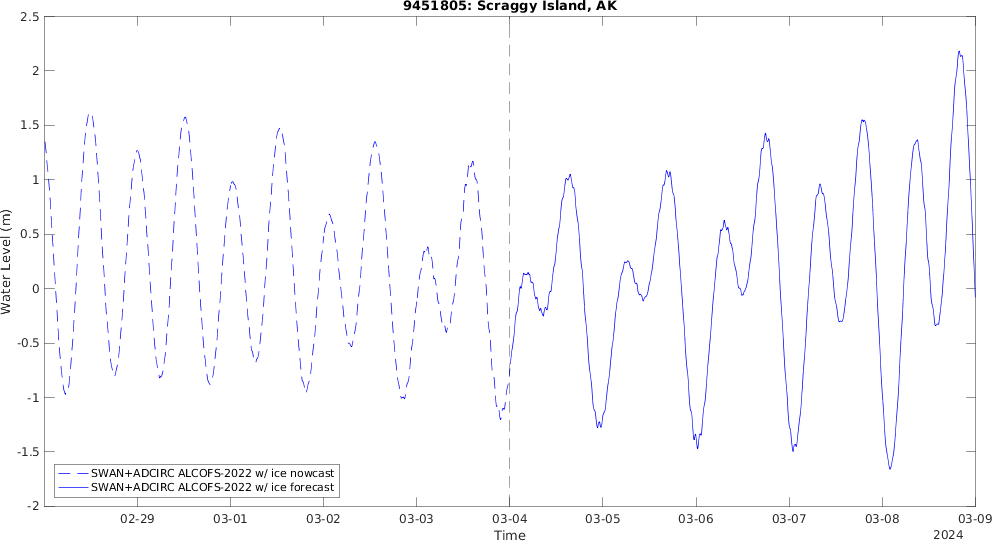 9451805: Scraggy Island, AK
2.5
2
1.5
1
0.5
0
-0.5
-1
-1.5
-2
Water Level (m)
SWAN+ADCIRC ALCOFS-2022 w/ ice nowcast
SWAN+ADCIRC ALCOFS-2022 w/ ice forecast
02-29 03-01 03-02 03-03 03-04 03-05 03-06 03-07 03-08 03-09
Time 2024